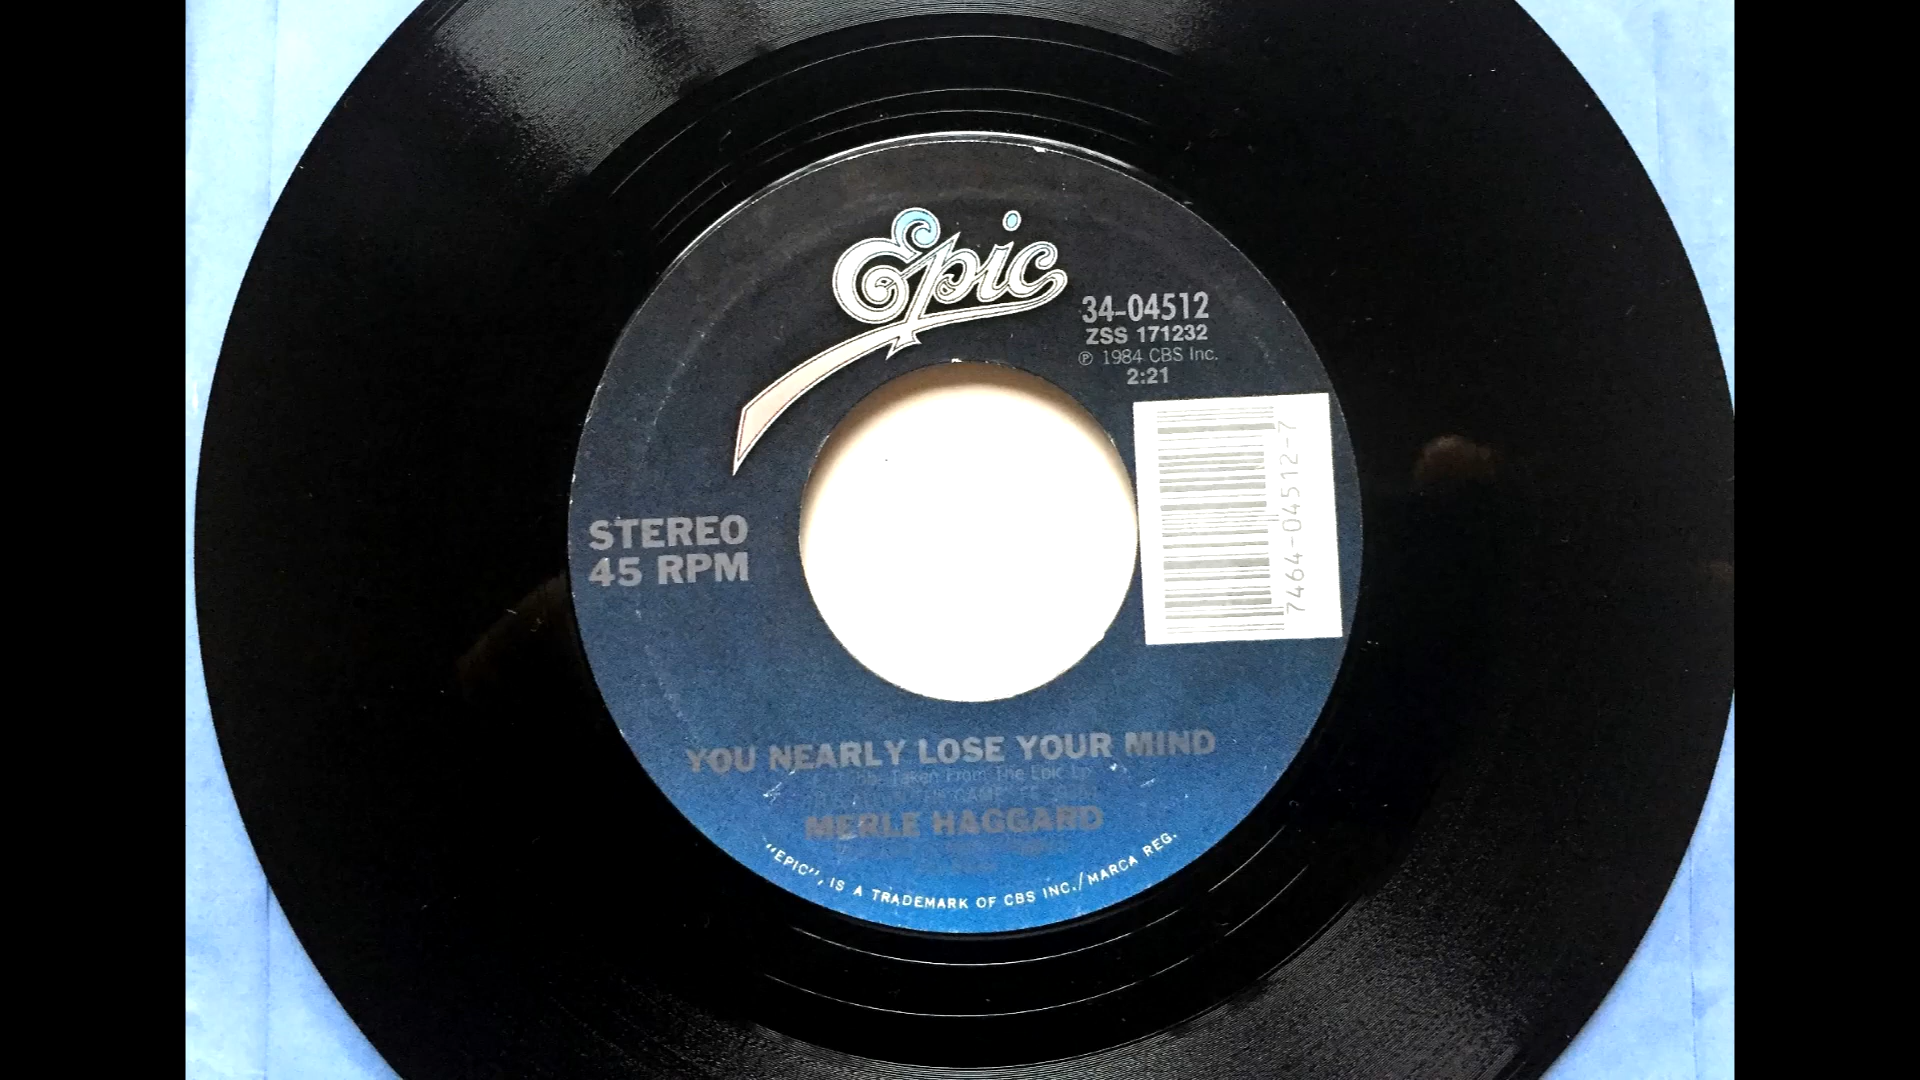 Epic
34-04512
ZSS 171232
℗ 1984 CBS Inc.
2:21
7464-04512-7
STEREO
45 RPM
YOU NEARLY LOSE YOUR MIND
Taken From The Epic Lp
MERLE HAGGARD
"EPIC", IS A TRADEMARK OF CBS INC./MARCA REG.